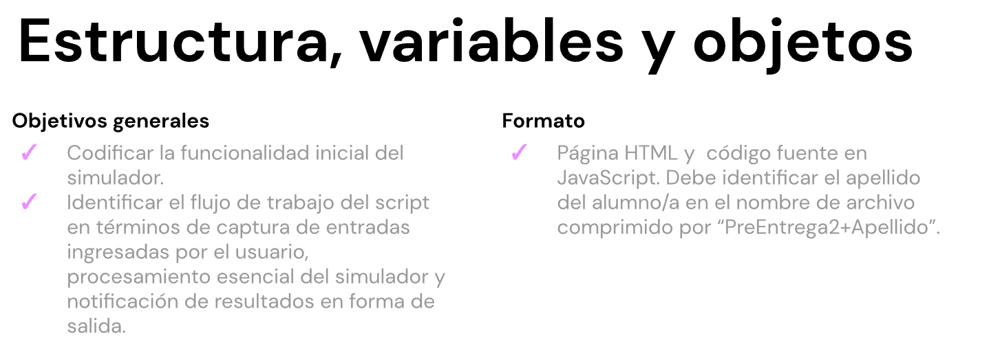 Estructura, variables y objetos
Objetivos generales
✓ Codificar la funcionalidad inicial del
simulador.
✓ Identificar el flujo de trabajo del script
en términos de captura de entradas
ingresadas por el usuario,
procesamiento esencial del simulador y
notificación de resultados en forma de
salida.
Formato
✓ Página HTML y  código fuente en
JavaScript. Debe identificar el apellido
del alumno/a en el nombre de archivo
comprimido por “PreEntrega2+Apellido”.